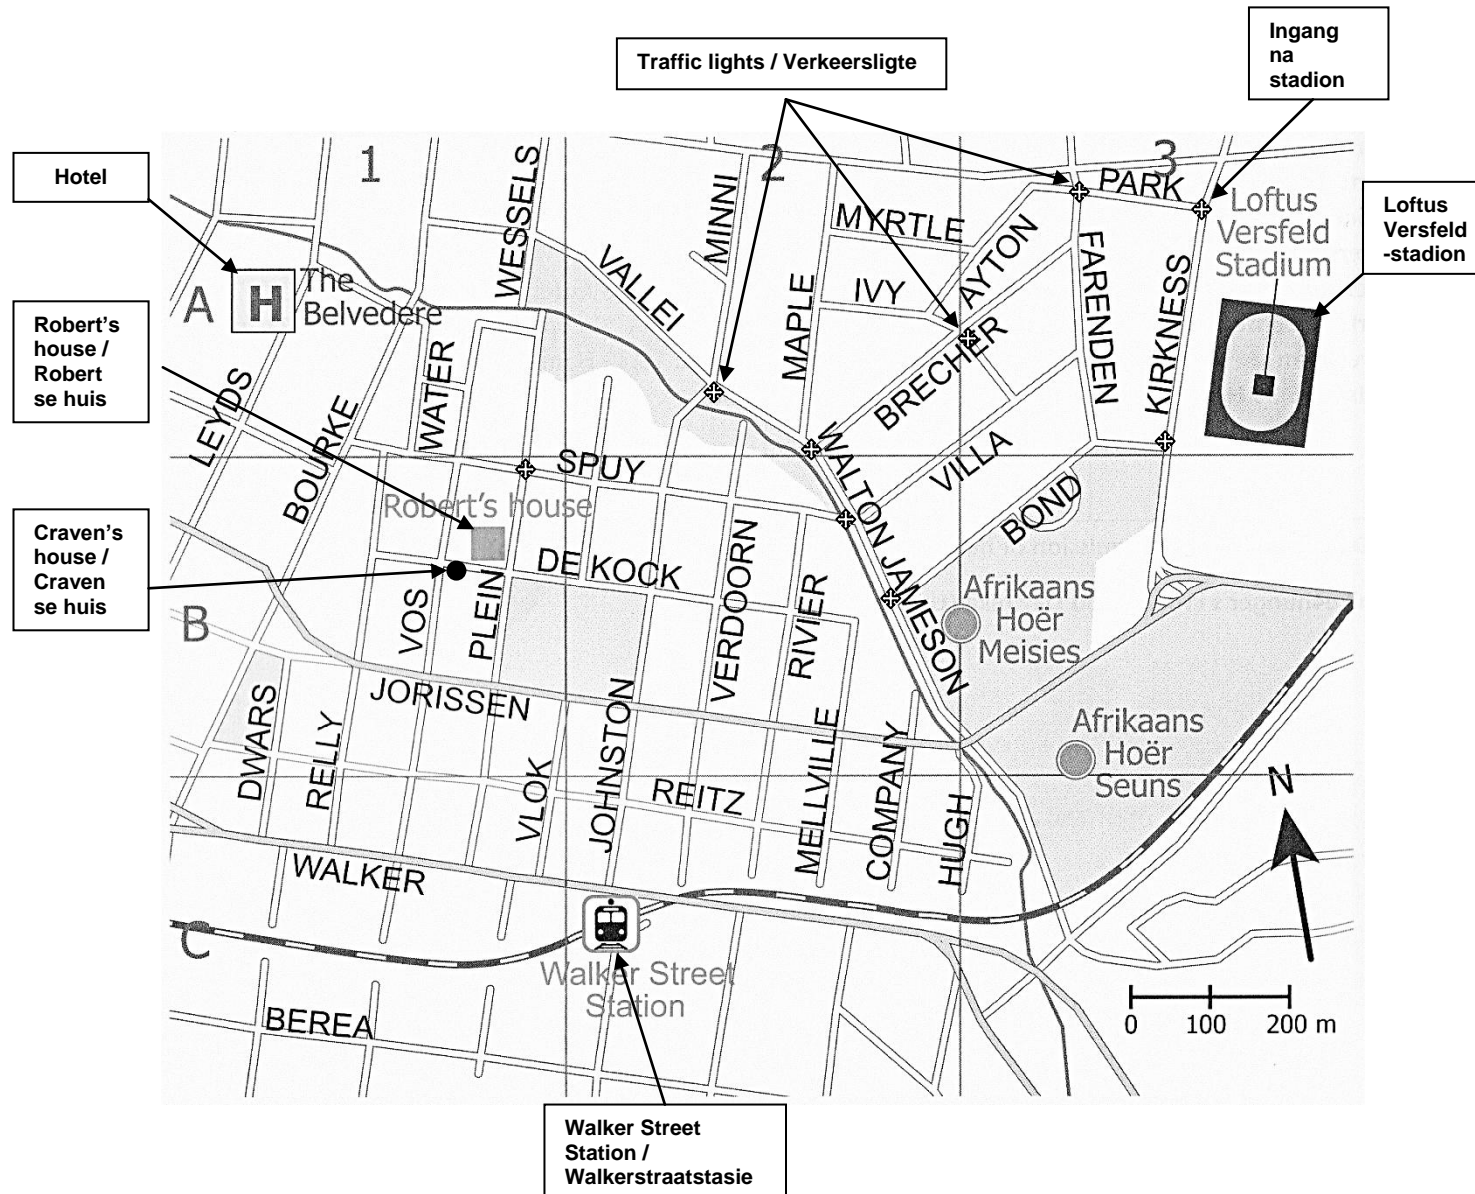 Traffic lights / Verkeersligte
Ingang
na
stadion
Hotel
Loftus
Versfeld
-stadion
Robert's
house /
Robert
se huis
Craven's
house /
Craven
se huis
Walker Street
Station /
Walkerstraatstasie
1
2
3
A
B
C
H
The
Belvedere
WESSELS
VALLEI
MINNI
MAPLE
MYRTLE
IVY
AYTON
PARK
FARENDEN
KIRKNESS
Loftus
Versfeld
Stadium
BRECHER
VILLA
BOND
LEYDS
BOURKE
WATER
SPUY
Robert's house
DE KOCK
VOS
PLEIN
VERDOORN
RIVIER
WALTON JAMESON
Afrikaans
Hoër
Meisies
Afrikaans
Hoër
Seuns
JORISSEN
DWARS
RELLY
VLOK
JOHNSTON
REITZ
MELLVILLE
COMPANY
HUGH
WALKER
Walker Street
Station
BEREA
N
0 100 200 m